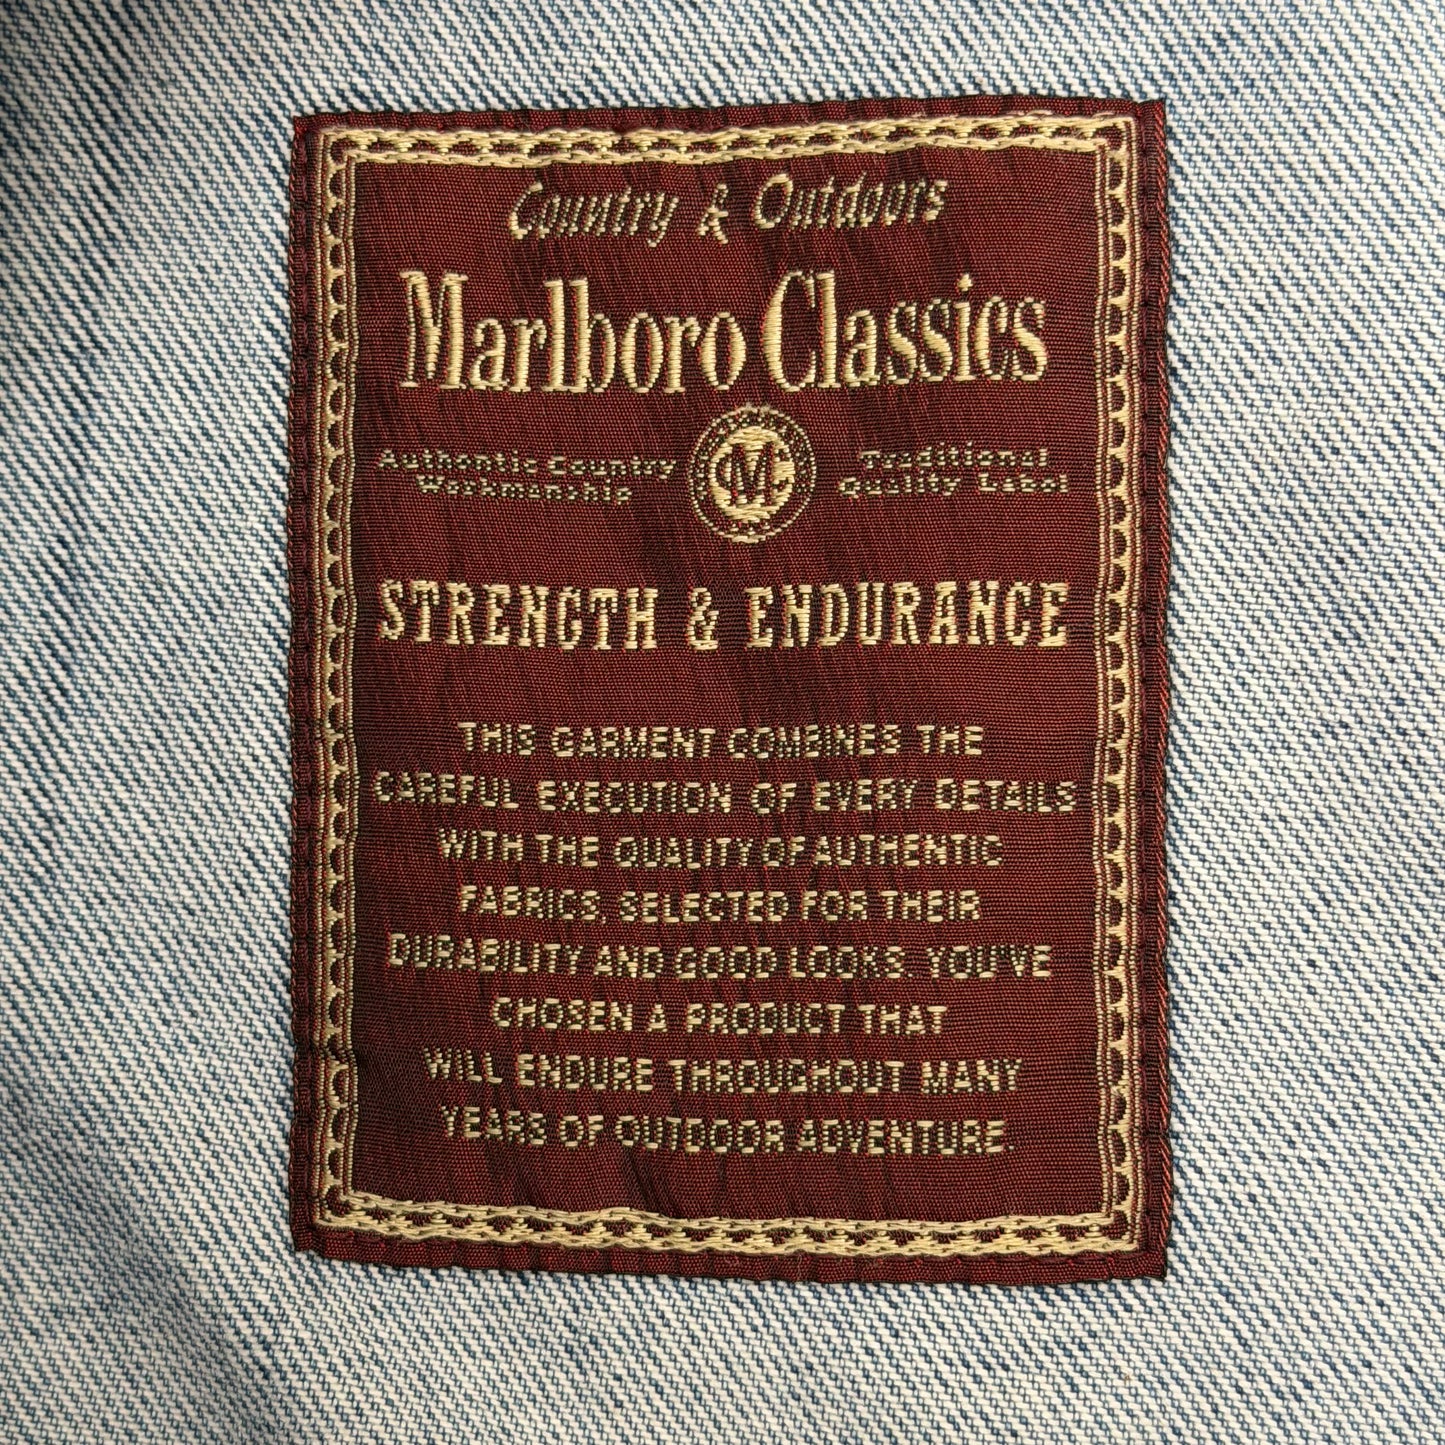 Country & Outdoors
Marlboro Classics
Authentic Country Workmanship
MC
Traditional Quality Label
STRENGTH & ENDURANCE
THIS GARMENT COMBINES THE
CAREFUL EXECUTION OF EVERY DETAILS
WITH THE QUALITY OF AUTHENTIC
FABRICS, SELECTED FOR THEIR
DURABILITY AND GOOD LOOKS. YOU'VE
CHOSEN A PRODUCT THAT
WILL ENDURE THROUGHOUT MANY
YEARS OF OUTDOOR ADVENTURE.